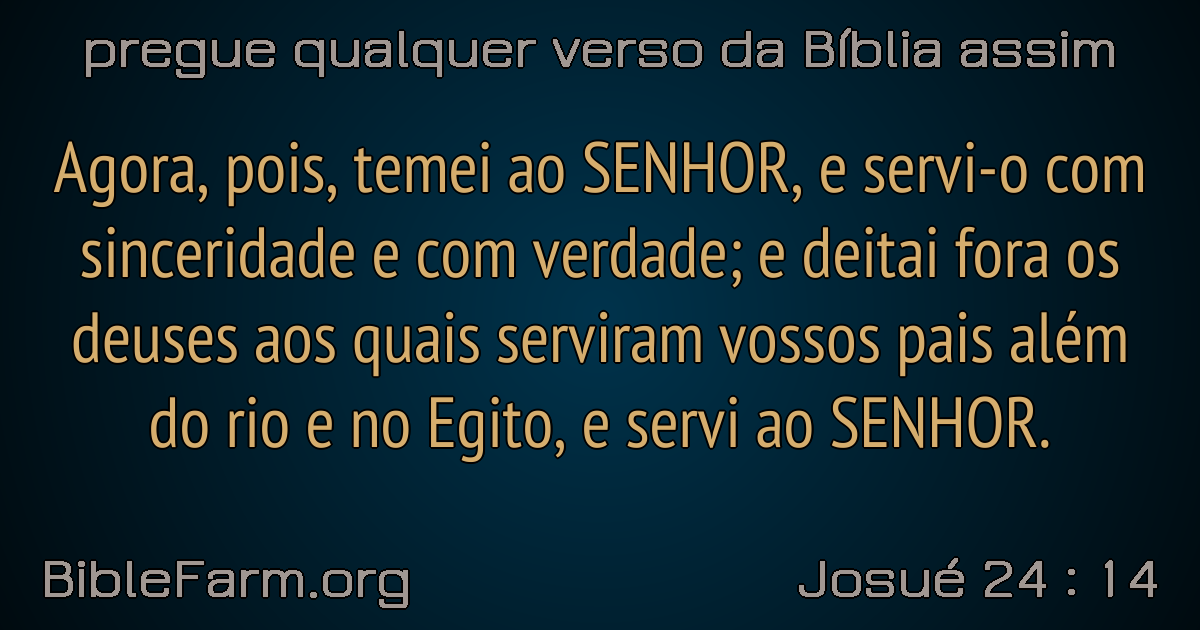 pregue qualquer verso da Bíblia assim
Agora, pois, temei ao SENHOR, e servi-o com
sinceridade e com verdade; e deitai fora os
deuses aos quais serviram vossos pais além
do rio e no Egito, e servi ao SENHOR.
BibleFarm.org
Josué 24 : 14